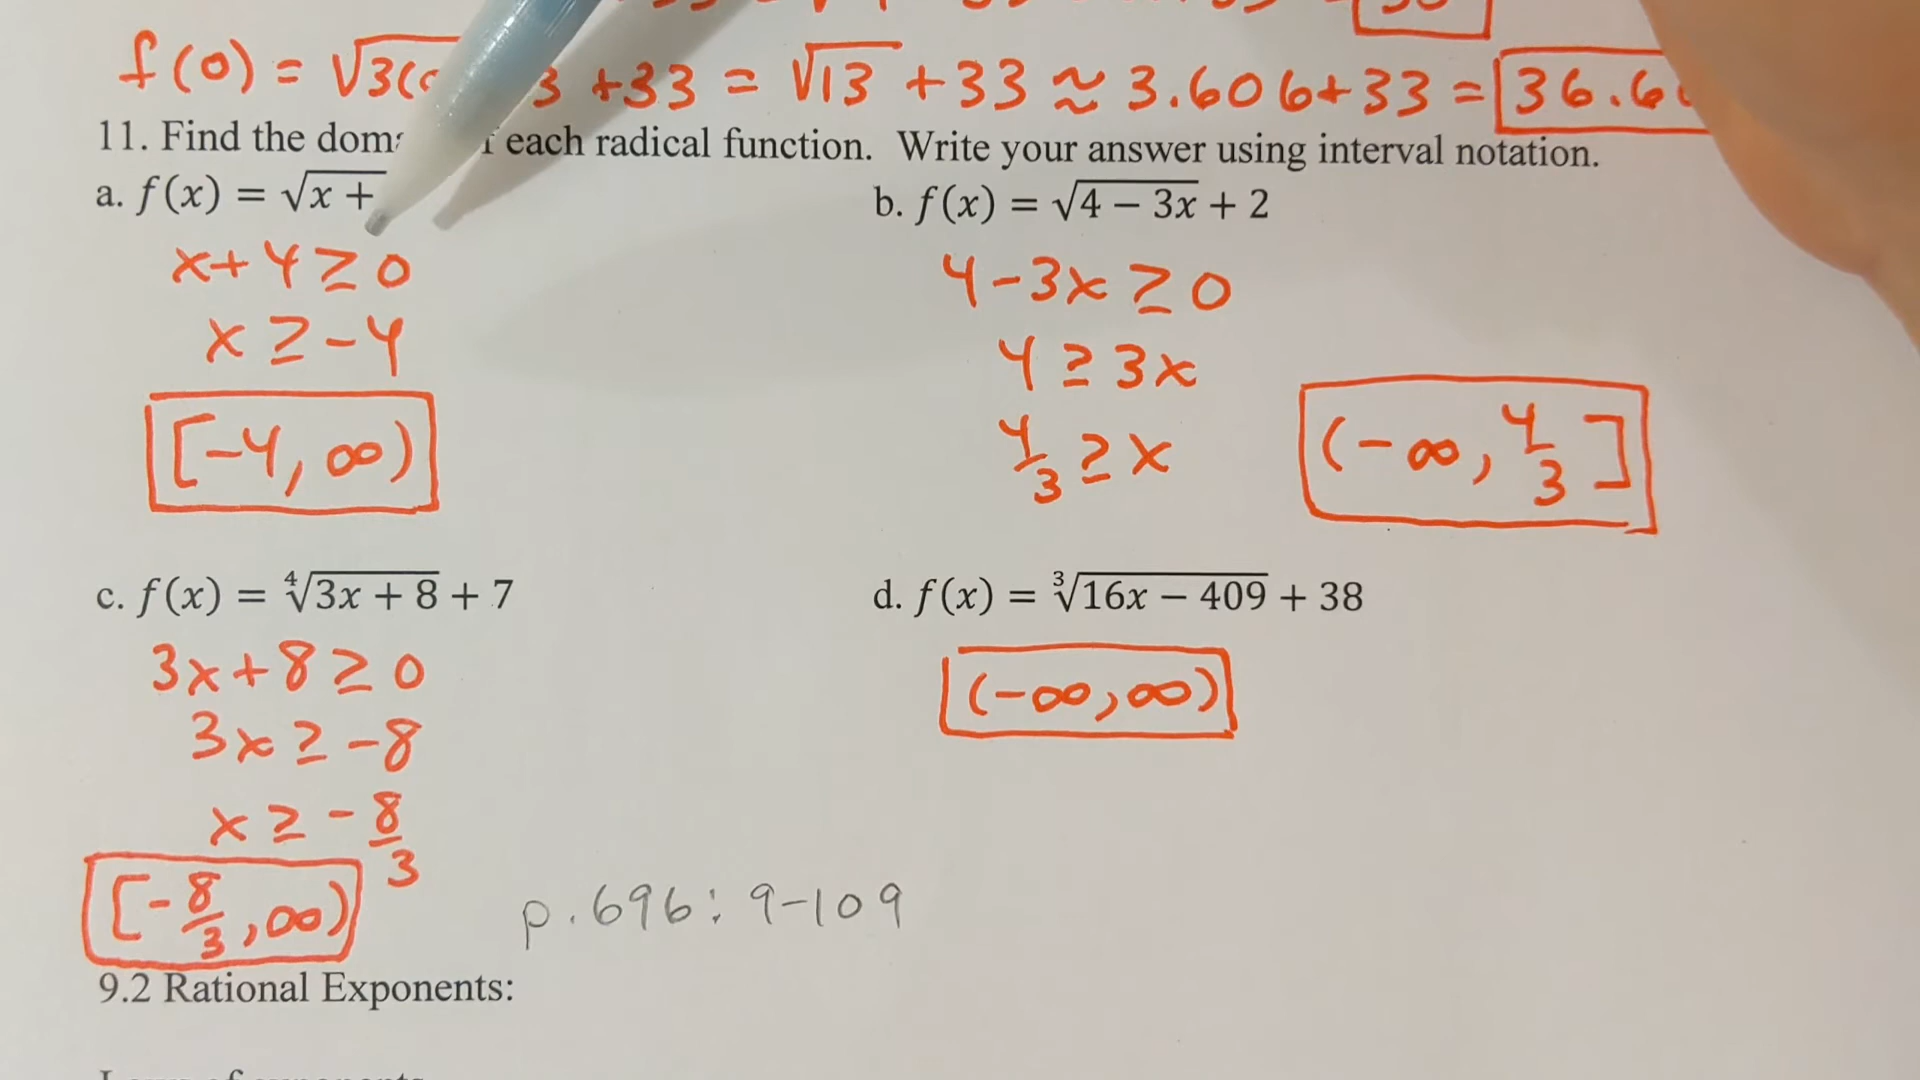 f(0) = √3( 3 +33 = √13 +33 ≈ 3.606+33 = 36.6
11. Find the each radical function. Write your answer using interval notation.
a. f(x) = √x +
b. f(x) = √4 − 3x + 2
x+4≥0
x ≥ -4
[-4, ∞)
4-3x ≥ 0
4 ≥ 3x
4/3 ≥ x
(-∞, 4/3]
c. f(x) = ∜3x + 8 + 7
d. f(x) = ∛16x − 409 + 38
3x+8 ≥ 0
3x ≥ -8
x ≥ -8/3
[-8/3, ∞)
(-∞, ∞)
p. 696: 9-109
9.2 Rational Exponents: